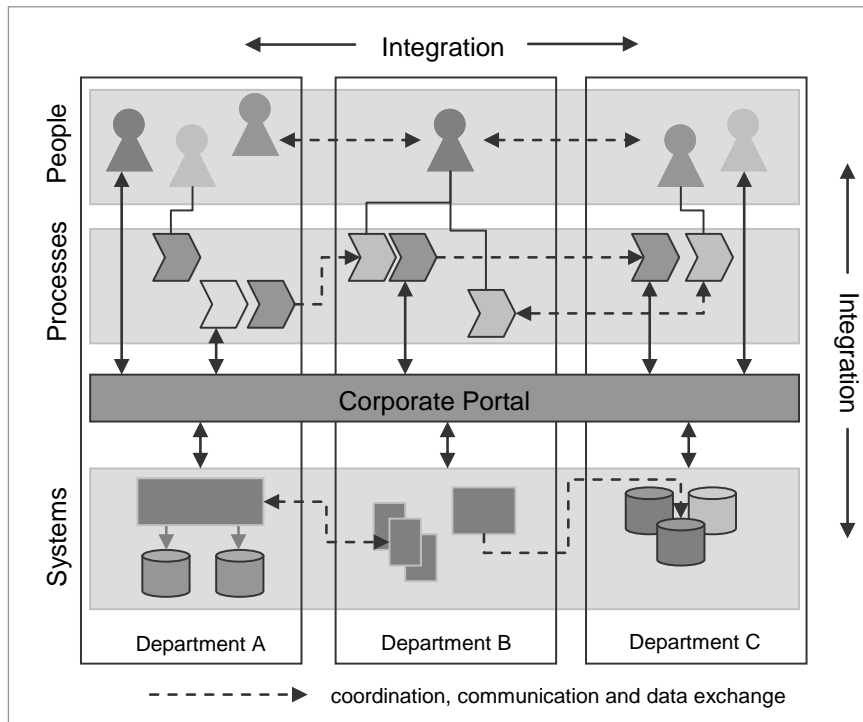 Integration
People
Processes
Integration
Corporate Portal
Systems
Department A
Department B
Department C
coordination, communication and data exchange